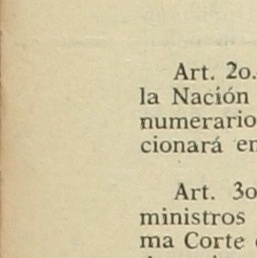 Art. 2o.
la Nación
numerario
cionará en
Art. 3o
ministros
ma Corte